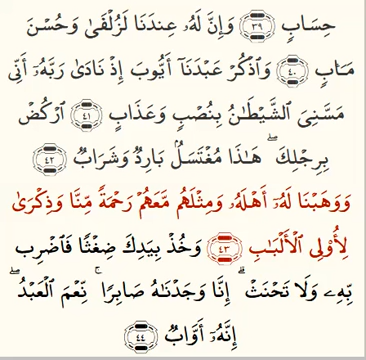 حِسَابٍ ٣٩ وَإِنَّ لَهُۥ عِندَنَا لَزُلْفَىٰ وَحُسْنَ
مَـَٔابٍ ٤٠ وَٱذْكُرْ عَبْدَنَآ أَيُّوبَ إِذْ نَادَىٰ رَبَّهُۥٓ أَنِّى
مَسَّنِىَ ٱلشَّيْطَـٰنُ بِنُصْبٍ وَعَذَابٍ ٤١ ٱرْكُضْ
بِرِجْلِكَ ۖ هَـٰذَا مُغْتَسَلٌۢ بَارِدٌ وَشَرَابٌ ٤٢
وَوَهَبْنَا لَهُۥٓ أَهْلَهُۥ وَمِثْلَهُم مَّعَهُمْ رَحْمَةً مِّنَّا وَذِكْرَىٰ
لِأُو۟لِى ٱلْأَلْبَـٰبِ ٤٣ وَخُذْ بِيَدِكَ ضِغْثًا فَٱضْرِب
بِّهِۦ وَلَا تَحْنَثْ ۗ إِنَّا وَجَدْنَـٰهُ صَابِرًا ۚ نِّعْمَ ٱلْعَبْدُ ۖ
إِنَّهُۥٓ أَوَّابٌ ٤٤